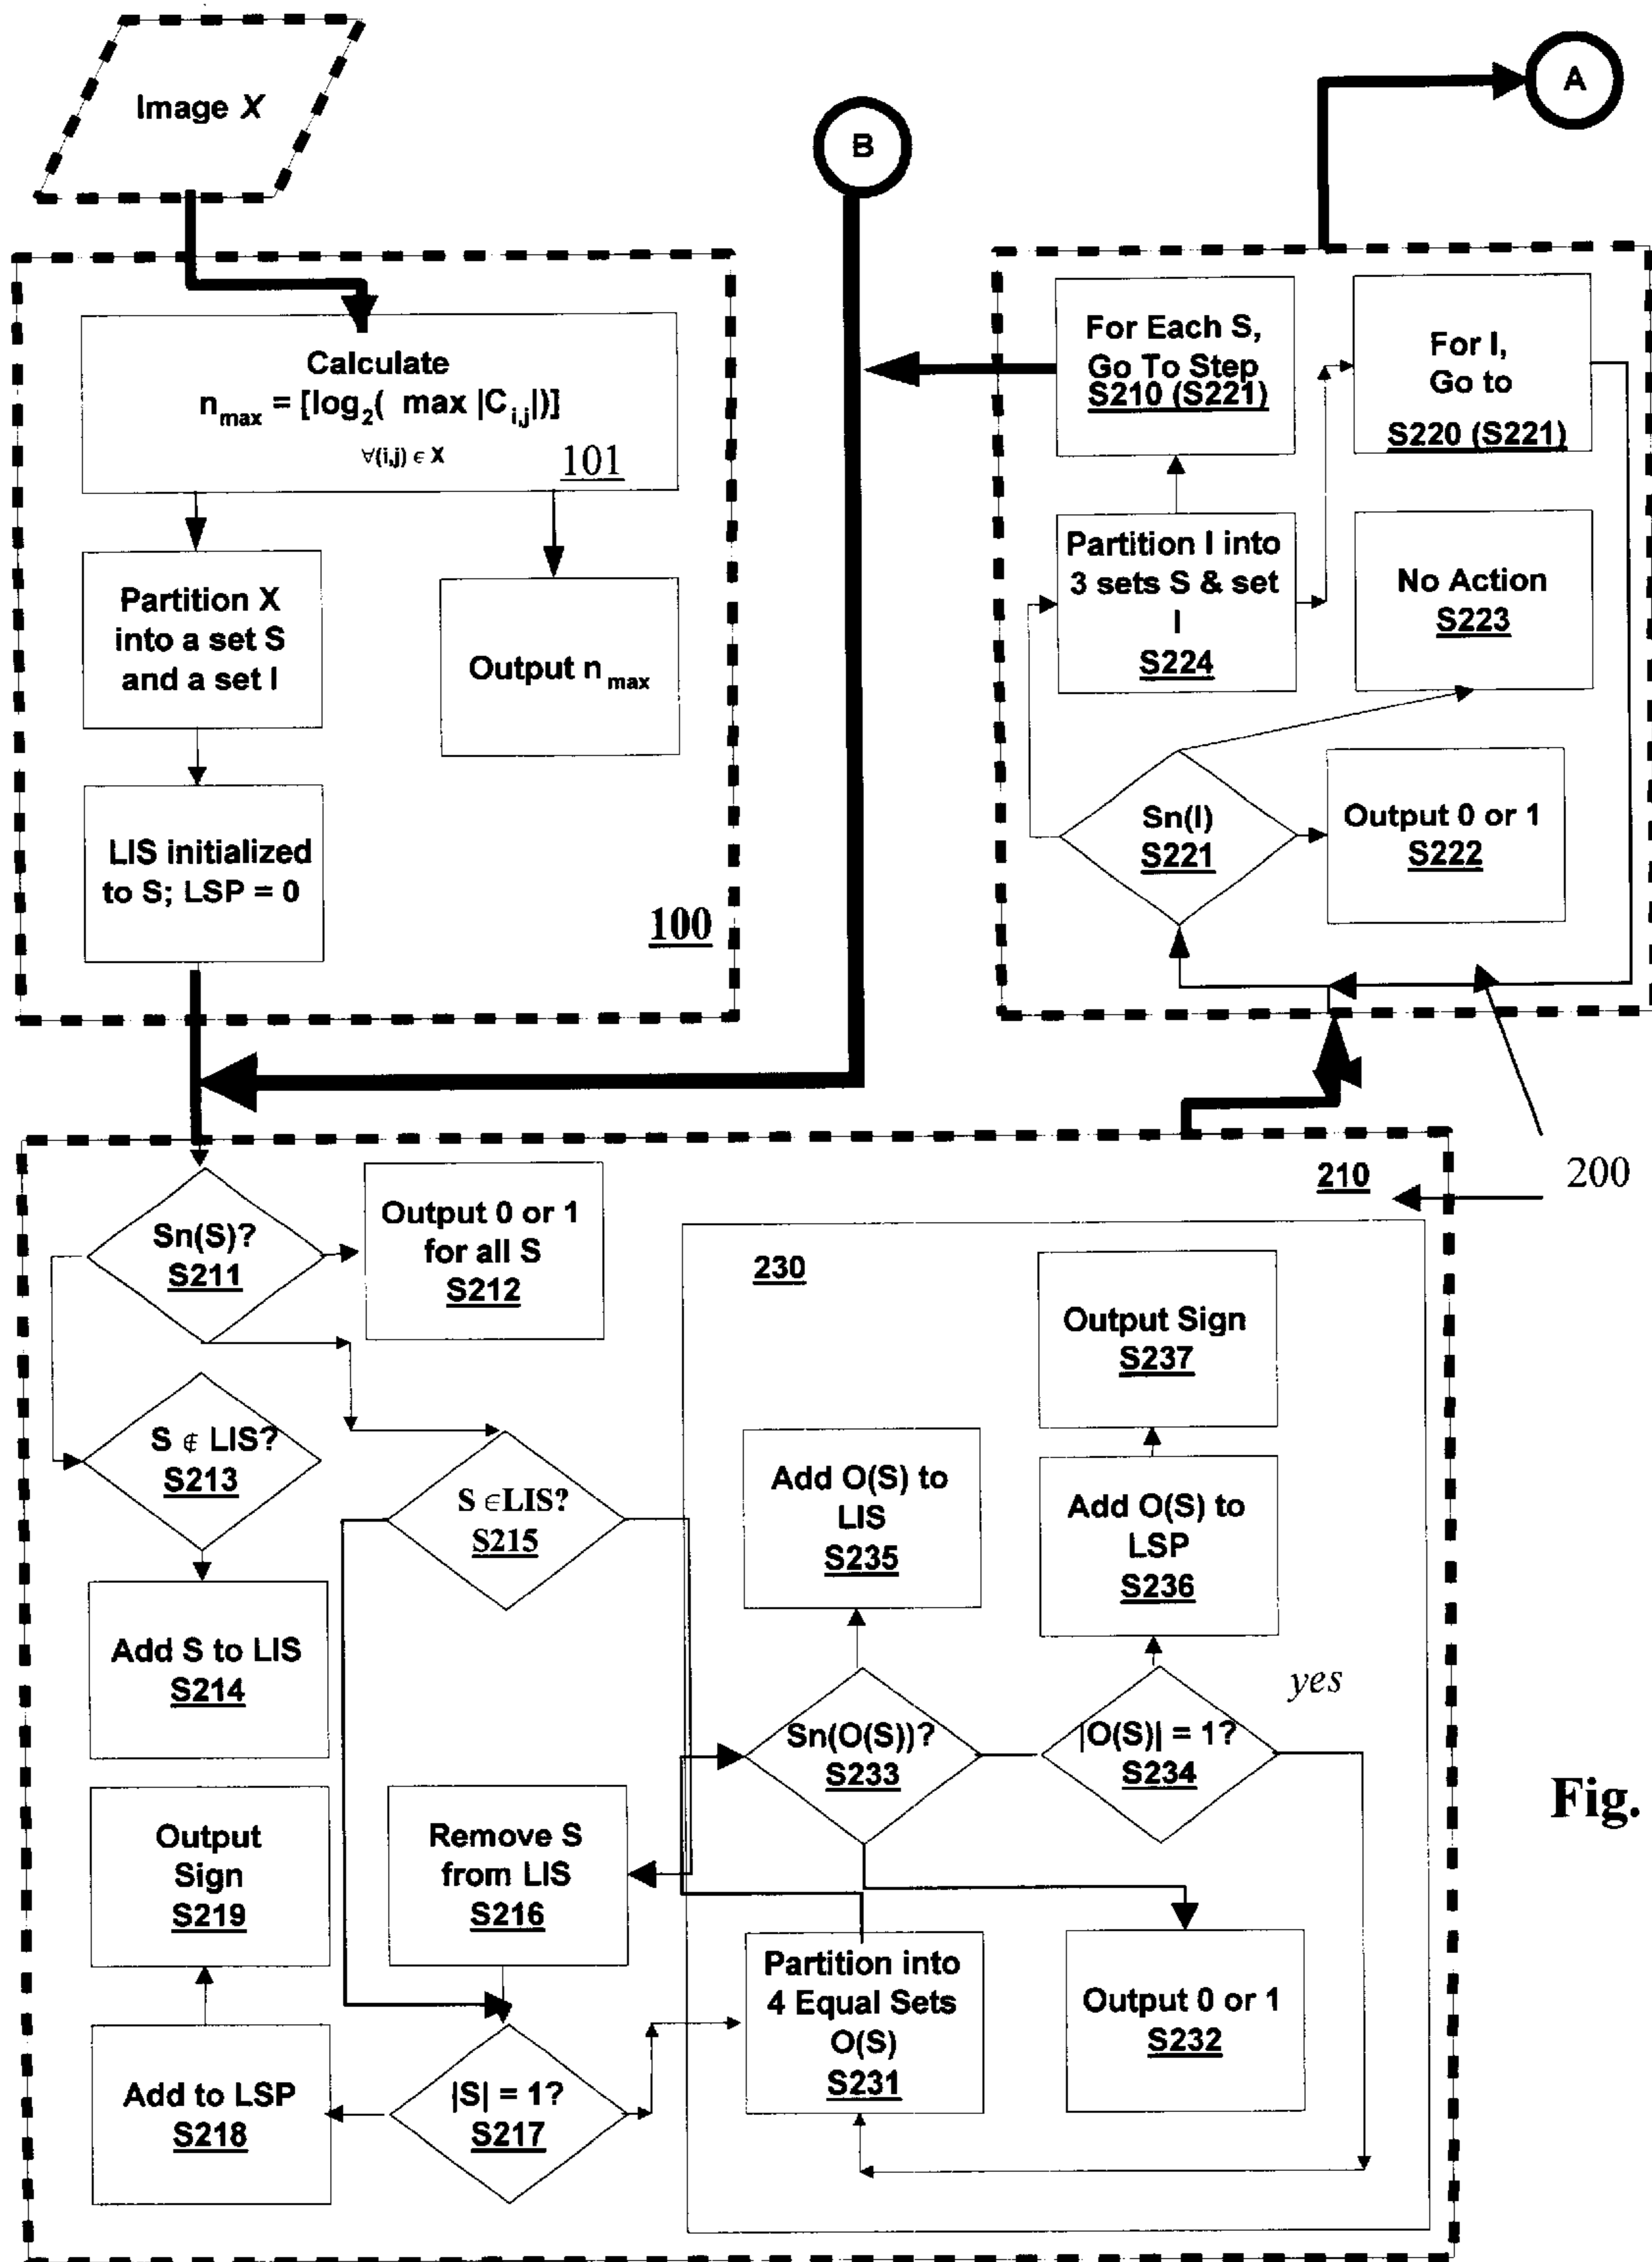 Image X
A
B
Calculate
nmax = [log2( max |Ci,j|)]
∀(i,j) ∈ X
101
Partition X
into a set S
and a set I
Output nmax
LIS initialized
to S; LSP = 0
100
For Each S,
Go To Step
S210 (S221)
For I,
Go to
S220 (S221)
Partition I into
3 sets S & set
I
S224
No Action
S223
Sn(I)
S221
Output 0 or 1
S222
200
210
Sn(S)?
S211
Output 0 or 1
for all S
S212
S ∉ LIS?
S213
S ∈LIS?
S215
Add S to LIS
S214
Output
Sign
S219
Remove S
from LIS
S216
Add to LSP
S218
|S| = 1?
S217
230
Output Sign
S237
Add O(S) to
LIS
S235
Add O(S) to
LSP
S236
yes
Sn(O(S))?
S233
|O(S)| = 1?
S234
Partition into
4 Equal Sets
O(S)
S231
Output 0 or 1
S232
Fig.